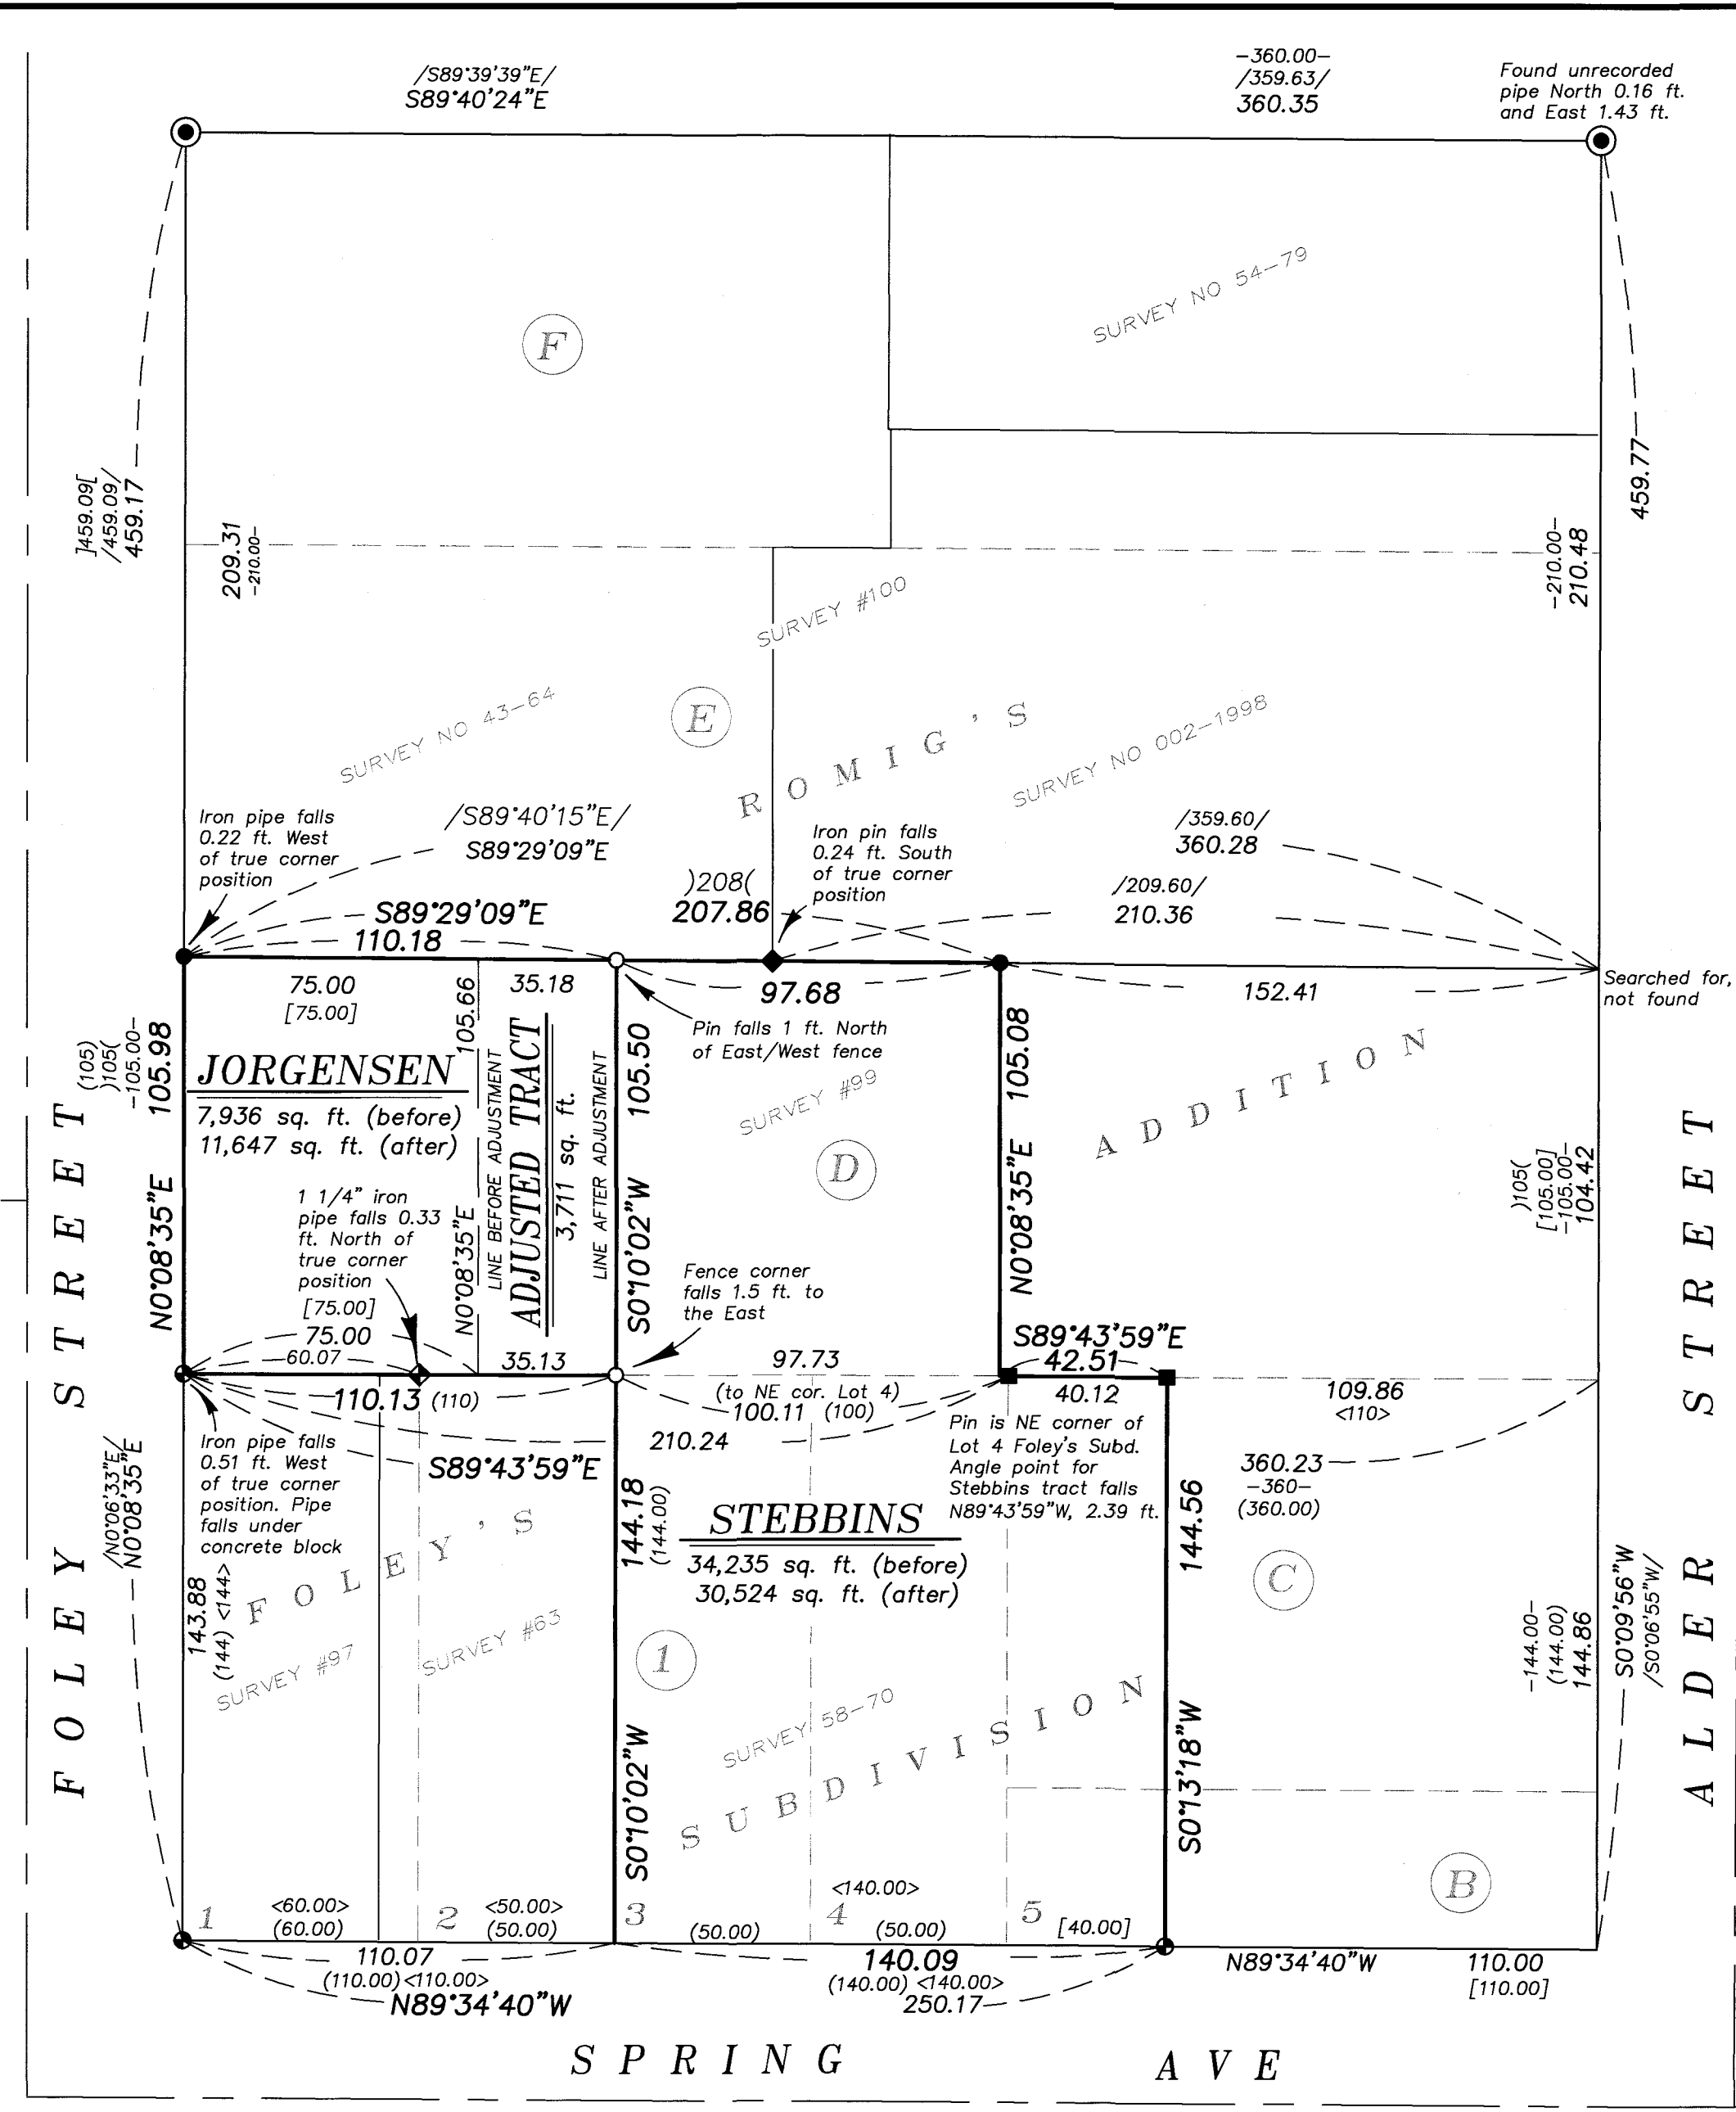 /S89°39'39"E/
S89°40'24"E
-360.00-
/359.63/
360.35
Found unrecorded
pipe North 0.16 ft.
and East 1.43 ft.
F
SURVEY NO 54-79
]459.09[
/459.09/
459.17
209.31
-210.00-
459.77
-210.00-
210.48
SURVEY #100
SURVEY NO 43-64
E
ROMIG'S
SURVEY NO 002-1998
Iron pipe falls
0.22 ft. West
of true corner
position
/S89°40'15"E/
S89°29'09"E
S89°29'09"E
110.18
)208(
207.86
Iron pin falls
0.24 ft. South
of true corner
position
/359.60/
360.28
/209.60/
210.36
75.00
[75.00]
105.66
35.18
97.68
152.41
Searched for,
not found
Pin falls 1 ft. North
of East/West fence
(105)
)105(
-105.00-
105.98
N0°08'35"E
JORGENSEN
7,936 sq. ft. (before)
11,647 sq. ft. (after)
N0°08'35"E
LINE BEFORE ADJUSTMENT
ADJUSTED TRACT
3,711 sq. ft.
LINE AFTER ADJUSTMENT
105.50
S0°10'02"W
SURVEY #99
D
105.08
N0°08'35"E
ADDITION
)105(
[105.00]
-105.00-
104.42
1 1/4" iron
pipe falls 0.33
ft. North of
true corner
position
[75.00]
75.00
60.07
35.13
Fence corner
falls 1.5 ft. to
the East
S89°43'59"E
42.51
97.73
(to NE cor. Lot 4)
100.11 (100)
40.12
109.86
<110>
110.13 (110)
210.24
S89°43'59"E
Iron pipe falls
0.51 ft. West
of true corner
position. Pipe
falls under
concrete block
/N0°06'33"E/
N0°08'35"E
Pin is NE corner of
Lot 4 Foley's Subd.
Angle point for
Stebbins tract falls
N89°43'59"W, 2.39 ft.
360.23
-360-
(360.00)
143.88
(144) <144>
144.18
(144.00)
STEBBINS
34,235 sq. ft. (before)
30,524 sq. ft. (after)
144.56
S0°13'18"W
C
-144.00-
(144.00)
144.86
S0°09'56"W
/S0°06'55"W/
FOLEY'S
SURVEY #97
SURVEY #63
1
SURVEY 58-70
SUBDIVISION
S0°10'02"W
B
1
<60.00>
(60.00)
2
<50.00>
(50.00)
3
(50.00)
<140.00>
4
(50.00)
5
[40.00]
110.07
(110.00) <110.00>
N89°34'40"W
140.09
(140.00) <140.00>
250.17
N89°34'40"W
110.00
[110.00]
FOLEY STREET
ALDER STREET
SPRING AVE